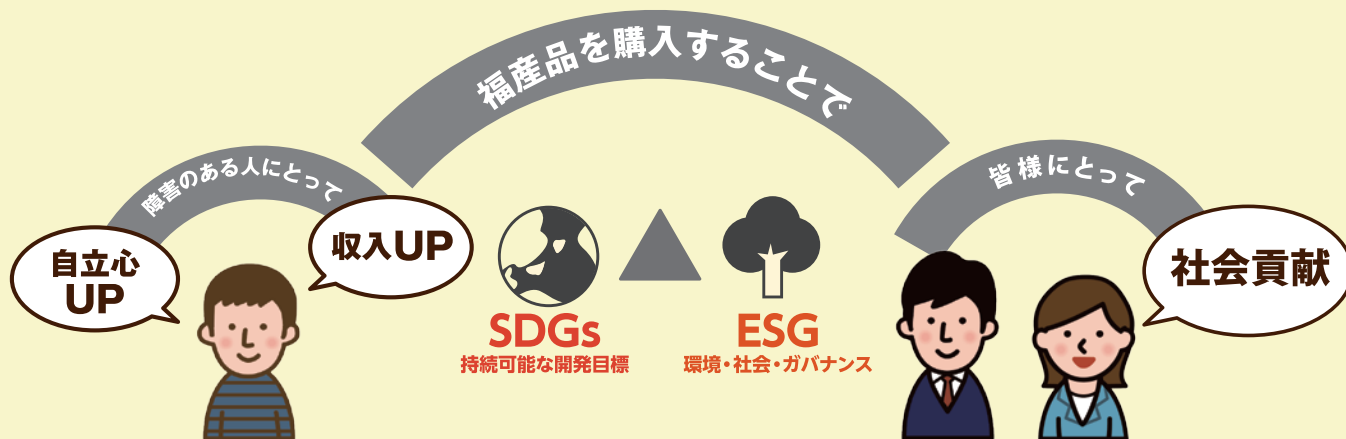 福産品を購入することで
障害のある人にとって
自立心
UP
収入UP
SDGs
持続可能な開発目標
ESG
環境・社会・ガバナンス
皆様にとって
社会貢献